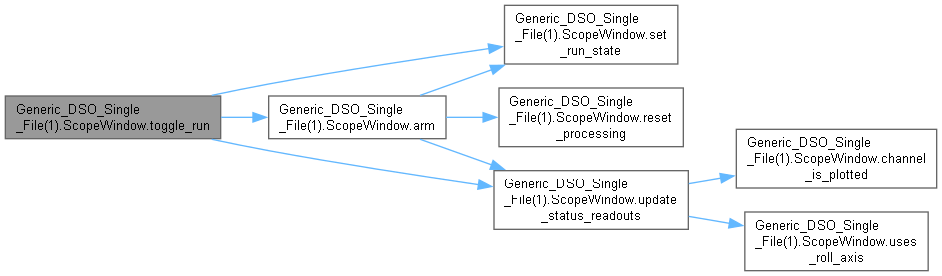 Generic_DSO_Single
_File(1).ScopeWindow.toggle_run
Generic_DSO_Single
_File(1).ScopeWindow.arm
Generic_DSO_Single
_File(1).ScopeWindow.set
_run_state
Generic_DSO_Single
_File(1).ScopeWindow.reset
_processing
Generic_DSO_Single
_File(1).ScopeWindow.update
_status_readouts
Generic_DSO_Single
_File(1).ScopeWindow.channel
_is_plotted
Generic_DSO_Single
_File(1).ScopeWindow.uses
_roll_axis